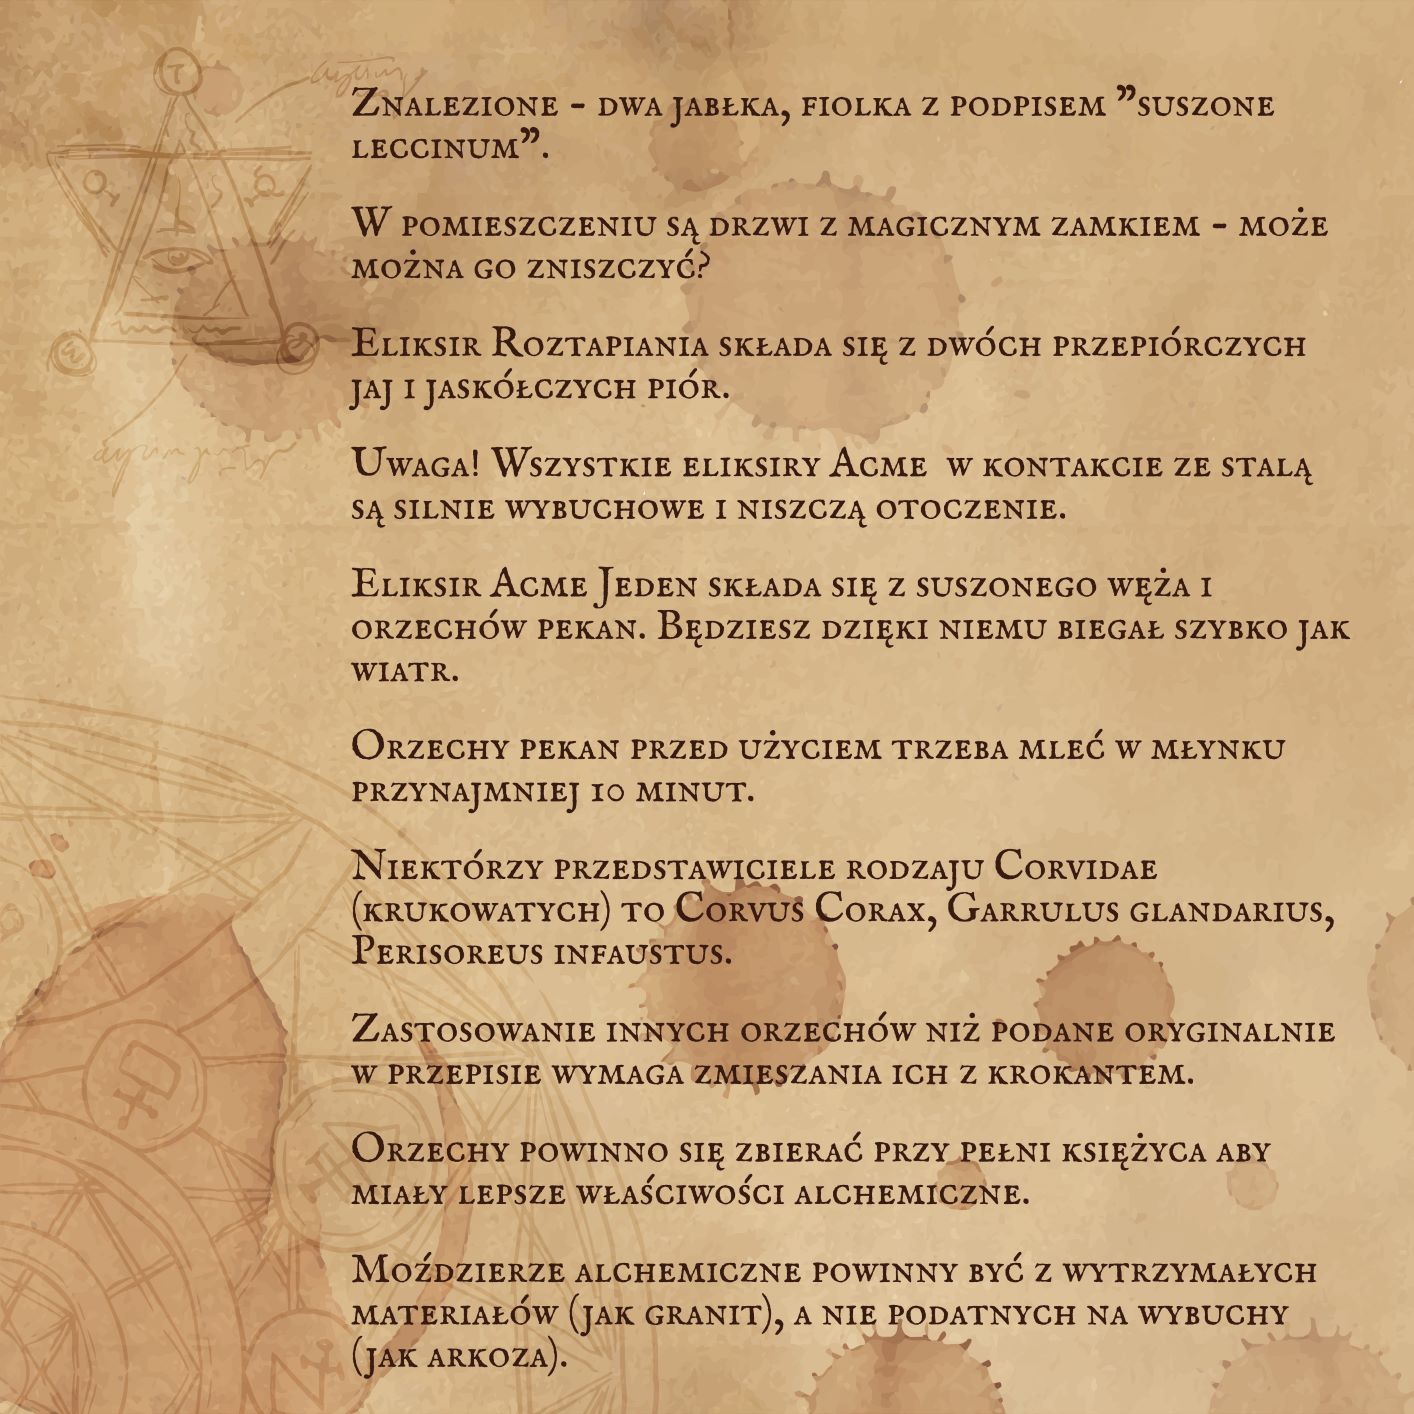 Znalezione - dwa jabłka, fiolka z podpisem "suszone
leccinum".
W pomieszczeniu są drzwi z magicznym zamkiem - może
można go zniszczyć?
Eliksir Roztapiania składa się z dwóch przepiórczych
jaj i jaskółczych piór.
Uwaga! Wszystkie eliksiry Acme w kontakcie ze stalą
są silnie wybuchowe i niszczą otoczenie.
Eliksir Acme Jeden składa się z suszonego węża i
orzechów pekan. Będziesz dzięki niemu biegał szybko jak
wiatr.
Orzechy pekan przed użyciem trzeba mleć w młynku
przynajmniej 10 minut.
Niektórzy przedstawiciele rodzaju Corvidae
(krukowatych) to Corvus Corax, Garrulus glandarius,
Perisoreus infaustus.
Zastosowanie innych orzechów niż podane oryginalnie
w przepisie wymaga zmieszania ich z krokantem.
Orzechy powinno się zbierać przy pełni księżyca aby
miały lepsze właściwości alchemiczne.
Moździerze alchemiczne powinny być z wytrzymałych
materiałów (jak granit), a nie podatnych na wybuchy
(jak arkoza).